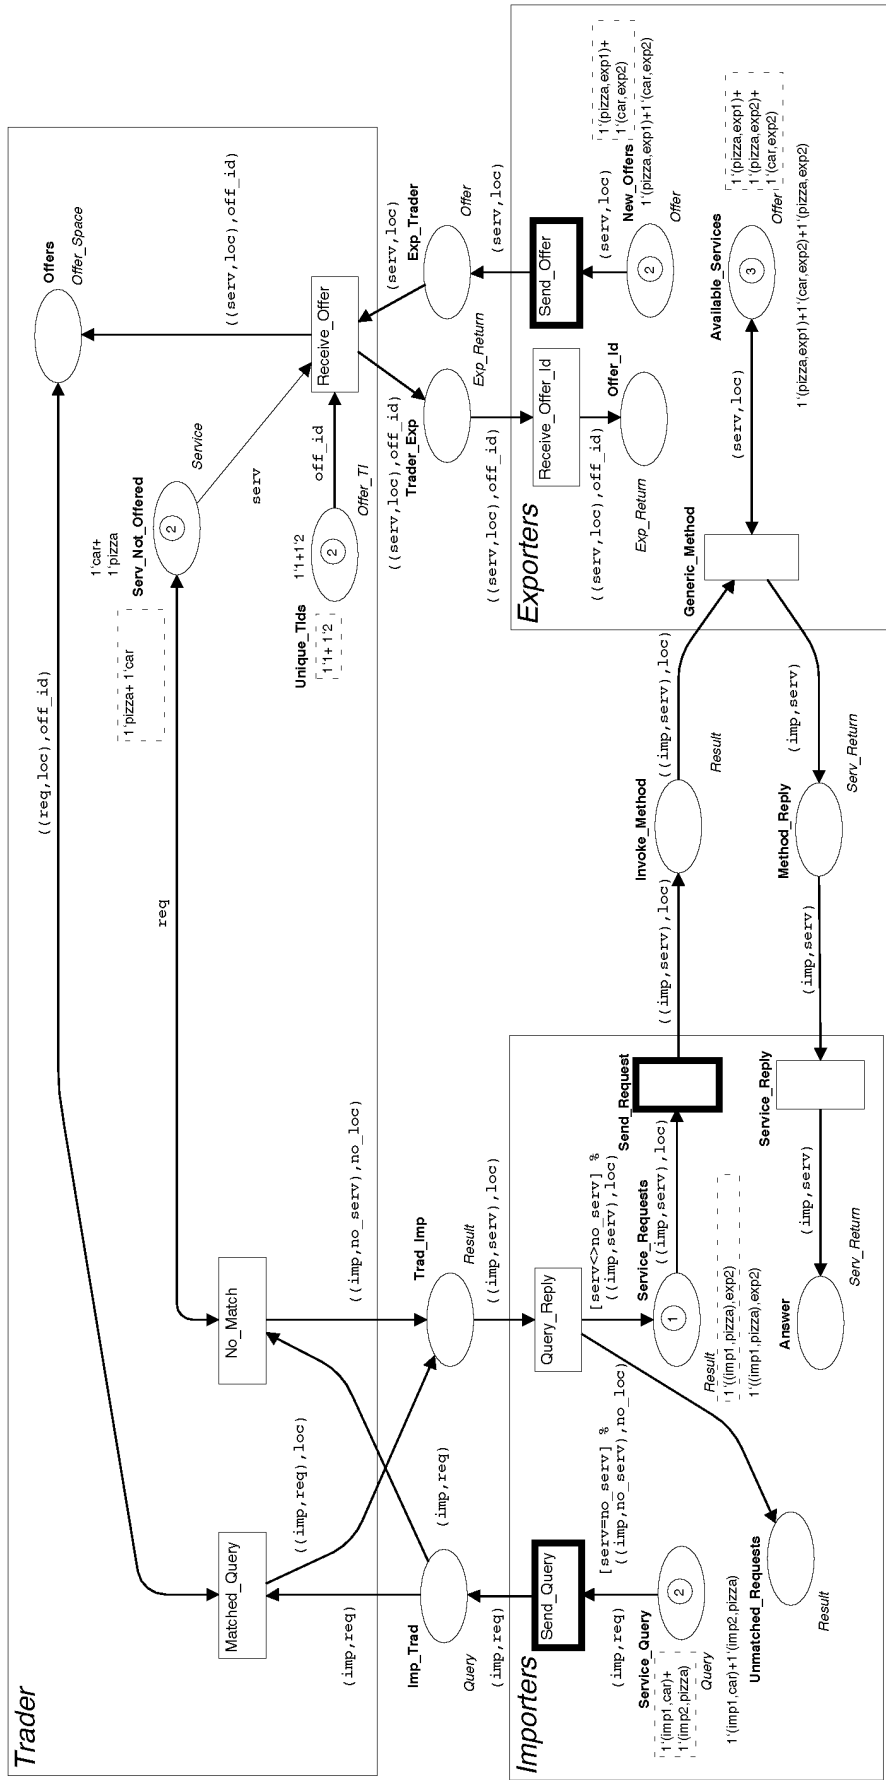 Trader
Offers
Offer_Space
((req,loc),off_id)
((serv,loc),off_id)
1`car+
1`pizza
1`pizza+ 1`car
Serv_Not_Offered
Service
req
serv
No_Match
Matched_Query
Receive_Offer
off_id
1`1+1`2
Unique_TIds
1`1+ 1`2
Offer_TI
2
2
((imp,req),loc)
((imp,no_serv),no_loc)
(imp,req)
(imp,req)
((serv,loc),off_id)
(serv,loc)
Imp_Trad
Query
Trad_Imp
Result
Trader_Exp
Exp_Return
Exp_Trader
Offer
(imp,req)
((imp,serv),loc)
((serv,loc),off_id)
(serv,loc)
Importers
Send_Query
Query_Reply
(imp,req)
[serv=no_serv] %
((imp,no_serv),no_loc)
[serv<>no_serv] %
((imp,serv),loc)
Service_Query
2
1`(imp1,car)+
1`(imp2,pizza)
Query
1`(imp1,car)+1`(imp2,pizza)
Service_Requests
1
Result
1`((imp1,pizza),exp2)
1`((imp1,pizza),exp2)
((imp,serv),loc)
Send_Request
Unmatched_Requests
Result
Answer
Serv_Return
(imp,serv)
Service_Reply
((imp,serv),loc)
Invoke_Method
Result
((imp,serv),loc)
(imp,serv)
Method_Reply
Serv_Return
(imp,serv)
Exporters
Receive_Offer_Id
Send_Offer
((serv,loc),off_id)
Offer_Id
Exp_Return
(serv,loc)
New_Offers
2
Offer
1`(pizza,exp1)+
1`(car,exp2)
1`(pizza,exp1)+1`(car,exp2)
Generic_Method
(serv,loc)
Available_Services
3
Offer
1`(pizza,exp1)+
1`(pizza,exp2)+
1`(car,exp2)
1`(pizza,exp1)+1`(car,exp2)+1`(pizza,exp2)